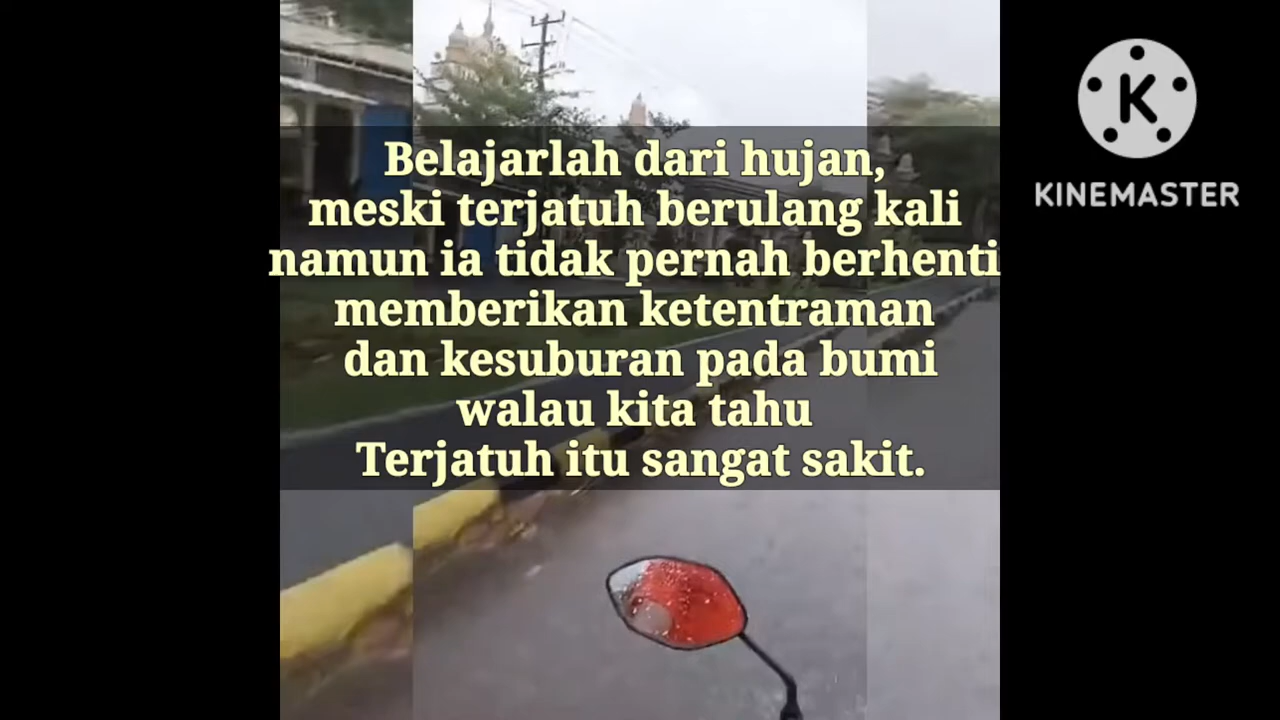 Belajarlah dari hujan,
meski terjatuh berulang kali
namun ia tidak pernah berhenti
memberikan ketentraman
dan kesuburan pada bumi
walau kita tahu
Terjatuh itu sangat sakit.
K
KINEMASTER